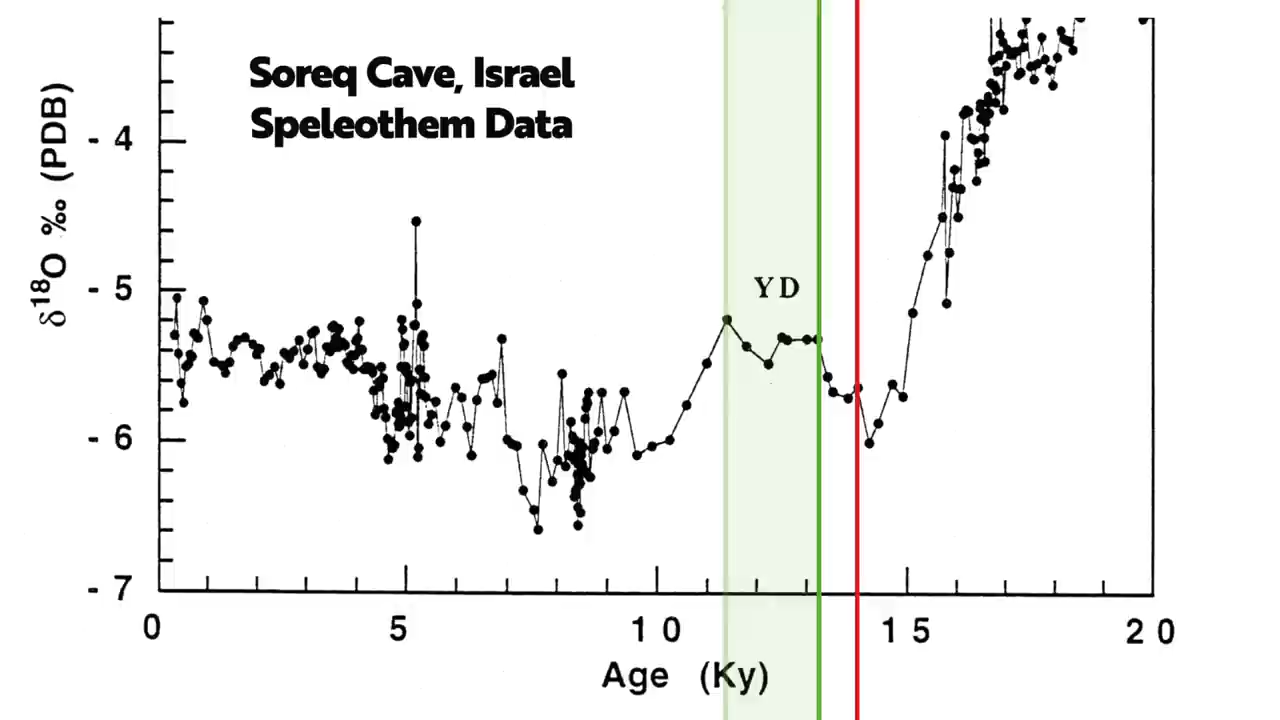 Soreq Cave, Israel
Speleothem Data
δ18O ‰ (PDB)
- 4
- 5
- 6
- 7
YD
0 5 10 15 20
Age (Ky)